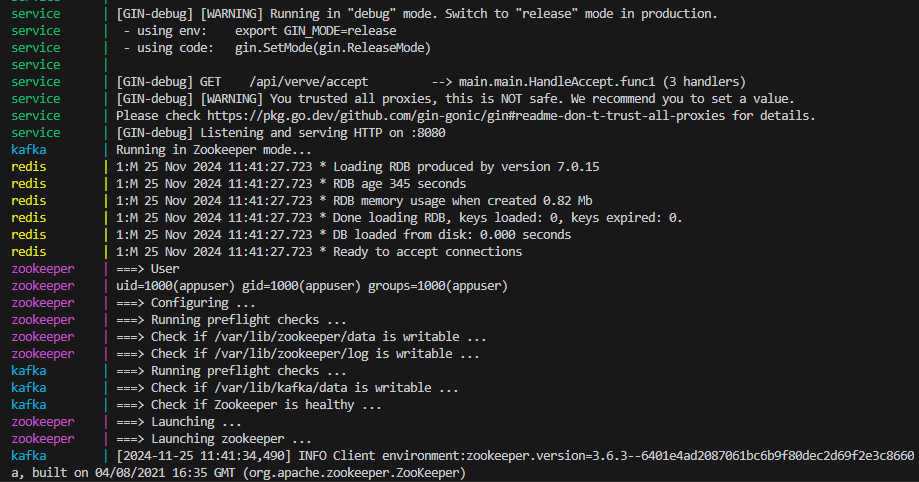 service | [GIN-debug] [WARNING] Running in "debug" mode. Switch to "release" mode in production.
service |  - using env:   export GIN_MODE=release
service |  - using code:  gin.SetMode(gin.ReleaseMode)
service |
service | [GIN-debug] GET    /api/verve/accept         --> main.main.HandleAccept.func1 (3 handlers)
service | [GIN-debug] [WARNING] You trusted all proxies, this is NOT safe. We recommend you to set a value.
service | Please check https://pkg.go.dev/github.com/gin-gonic/gin#readme-don-t-trust-all-proxies for details.
service | [GIN-debug] Listening and serving HTTP on :8080
kafka | Running in Zookeeper mode...
redis | 1:M 25 Nov 2024 11:41:27.723 * Loading RDB produced by version 7.0.15
redis | 1:M 25 Nov 2024 11:41:27.723 * RDB age 345 seconds
redis | 1:M 25 Nov 2024 11:41:27.723 * RDB memory usage when created 0.82 Mb
redis | 1:M 25 Nov 2024 11:41:27.723 * Done loading RDB, keys loaded: 0, keys expired: 0.
redis | 1:M 25 Nov 2024 11:41:27.723 * DB loaded from disk: 0.000 seconds
redis | 1:M 25 Nov 2024 11:41:27.723 * Ready to accept connections
zookeeper | ===> User
zookeeper | uid=1000(appuser) gid=1000(appuser) groups=1000(appuser)
zookeeper | ===> Configuring ...
zookeeper | ===> Running preflight checks ...
zookeeper | ===> Check if /var/lib/zookeeper/data is writable ...
zookeeper | ===> Check if /var/lib/zookeeper/log is writable ...
kafka | ===> Running preflight checks ...
kafka | ===> Check if /var/lib/kafka/data is writable ...
kafka | ===> Check if Zookeeper is healthy ...
zookeeper | ===> Launching ...
zookeeper | ===> Launching zookeeper ...
kafka | [2024-11-25 11:41:34,490] INFO Client environment:zookeeper.version=3.6.3--6401e4ad2087061bc6b9f80dec2d69f2e3c8660
a, built on 04/08/2021 16:35 GMT (org.apache.zookeeper.ZooKeeper)